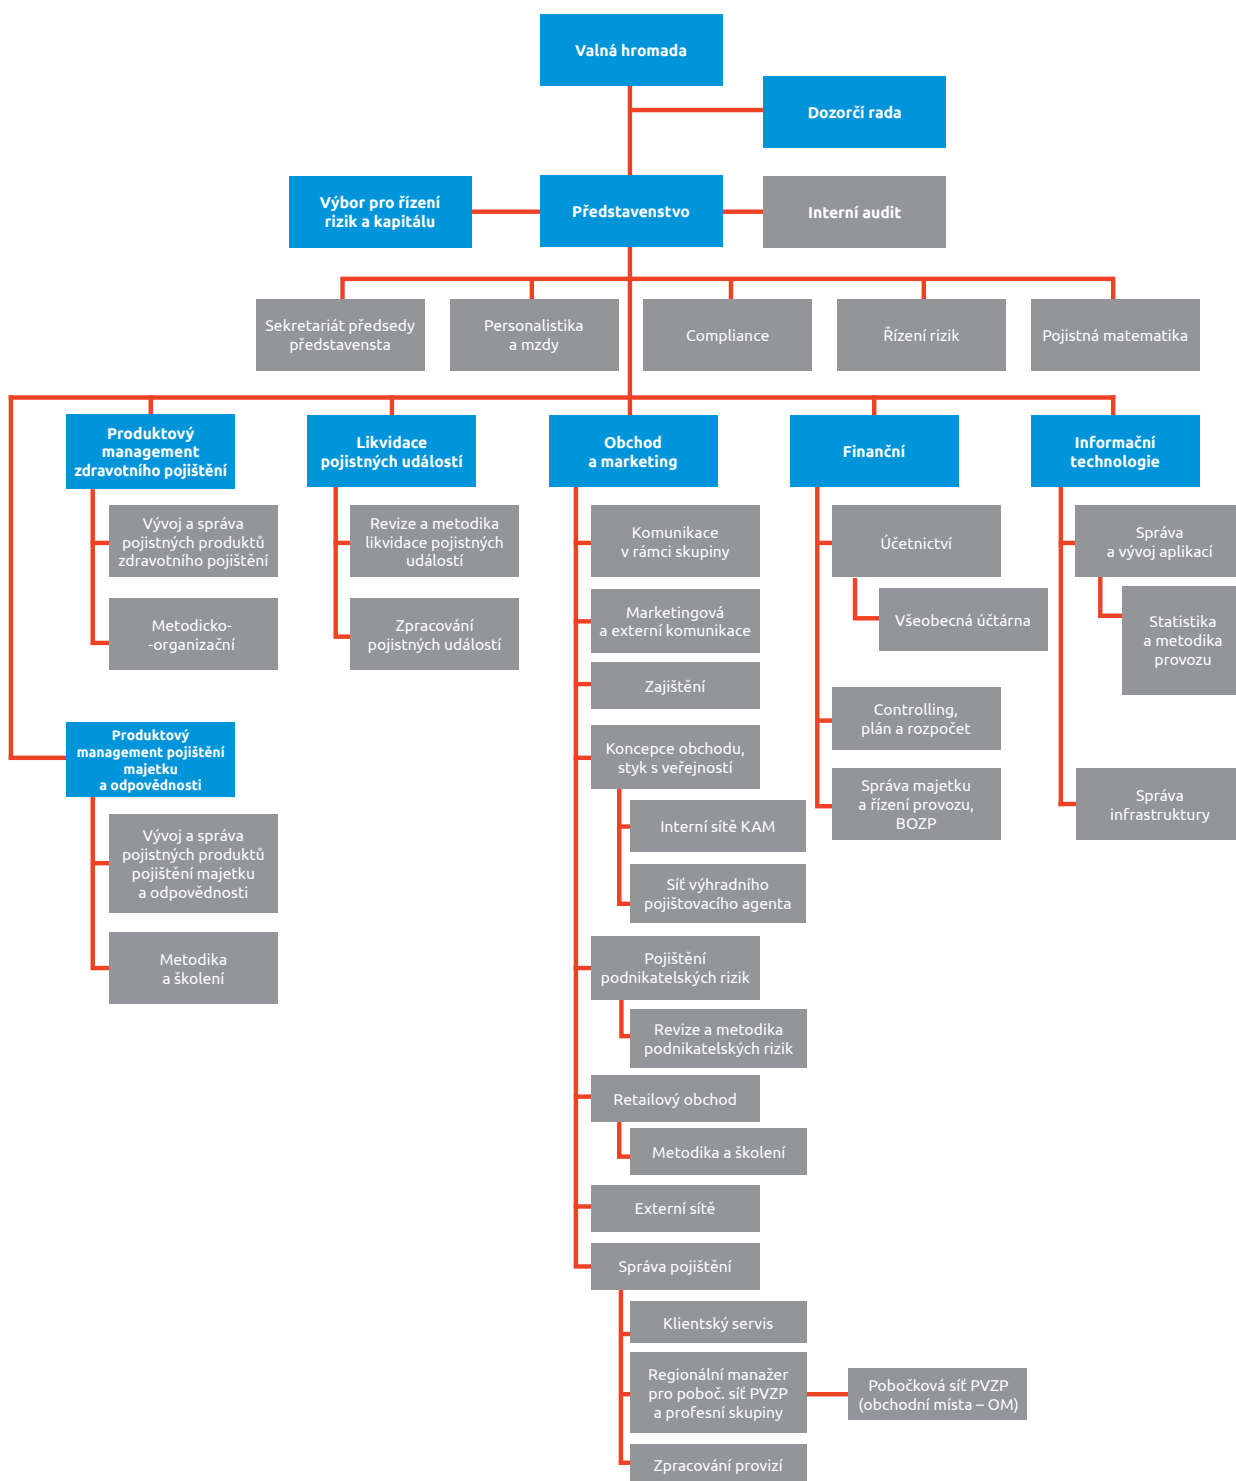 Valná hromada
Dozorčí rada
Výbor pro řízení
rizik a kapitálu
Představenstvo
Interní audit
Sekretariát předsedy
představensta
Personalistika
a mzdy
Compliance
Řízení rizik
Pojistná matematika
Produktový
management
zdravotního pojištění
Vývoj a správa
pojistných produktů
zdravotního pojištění
Metodicko-
-organizační
Produktový
management pojištění
majetku
a odpovědnosti
Vývoj a správa
pojistných produktů
pojištění majetku
a odpovědnosti
Metodika
a školení
Likvidace
pojistných událostí
Revize a metodika
likvidace pojistných
událostí
Zpracování
pojistných událostí
Obchod
a marketing
Komunikace
v rámci skupiny
Marketingová
a externí komunikace
Zajištění
Koncepce obchodu,
styk s veřejností
Interní sítě KAM
Síť výhradního
pojišťovacího agenta
Pojištění
podnikatelských rizik
Revize a metodika
podnikatelských rizik
Retailový obchod
Metodika a školení
Externí sítě
Správa pojištění
Klientský servis
Regionální manažer
pro poboč. síť PVZP
a profesní skupiny
Pobočková síť PVZP
(obchodní místa – OM)
Zpracování provizí
Finanční
Účetnictví
Všeobecná účtárna
Controlling,
plán a rozpočet
Správa majetku
a řízení provozu,
BOZP
Informační
technologie
Správa
a vývoj aplikací
Statistika
a metodika
provozu
Správa
infrastruktury